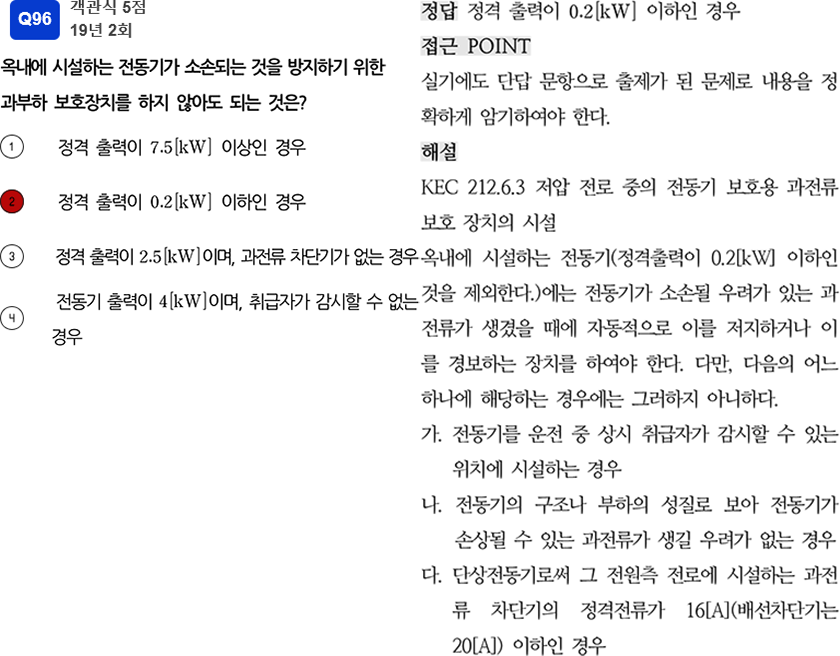 Q96
객관식 5점
19년 2회
옥내에 시설하는 전동기가 소손되는 것을 방지하기 위한
과부하 보호장치를 하지 않아도 되는 것은?
1 정격 출력이 7.5[kW] 이상인 경우
2 정격 출력이 0.2[kW] 이하인 경우
3 정격 출력이 2.5[kW]이며, 과전류 차단기가 없는 경우
4 전동기 출력이 4[kW]이며, 취급자가 감시할 수 없는
경우
정답 정격 출력이 0.2[kW] 이하인 경우
접근 POINT
실기에도 단답 문항으로 출제가 된 문제로 내용을 정
확하게 암기하여야 한다.
해설
KEC 212.6.3 저압 전로 중의 전동기 보호용 과전류
보호 장치의 시설
옥내에 시설하는 전동기(정격출력이 0.2[kW] 이하인
것을 제외한다.)에는 전동기가 소손될 우려가 있는 과
전류가 생겼을 때에 자동적으로 이를 저지하거나 이
를 경보하는 장치를 하여야 한다. 다만, 다음의 어느
하나에 해당하는 경우에는 그러하지 아니하다.
가. 전동기를 운전 중 상시 취급자가 감시할 수 있는
위치에 시설하는 경우
나. 전동기의 구조나 부하의 성질로 보아 전동기가
손상될 수 있는 과전류가 생길 우려가 없는 경우
다. 단상전동기로써 그 전원측 전로에 시설하는 과전
류 차단기의 정격전류가 16[A](배선차단기는
20[A]) 이하인 경우